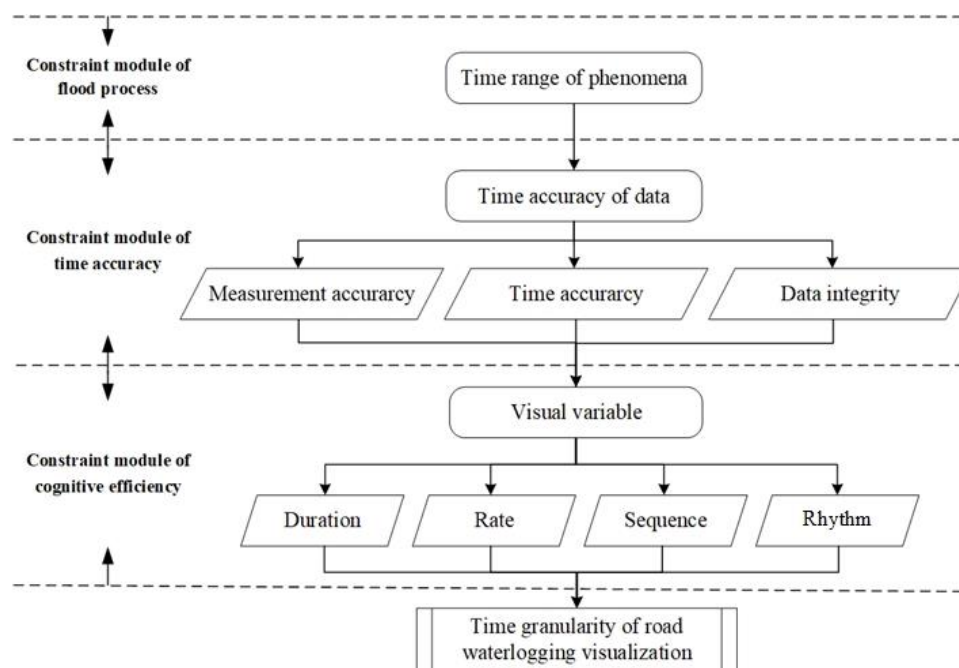 Constraint module of
flood process
Time range of phenomena
Time accuracy of data
Constraint module of
time accuracy
Measurement accurarcy
Time accurarcy
Data integrity
Visual variable
Constraint module of
cognitive efficiency
Duration
Rate
Sequence
Rhythm
Time granularity of road
waterlogging visualization